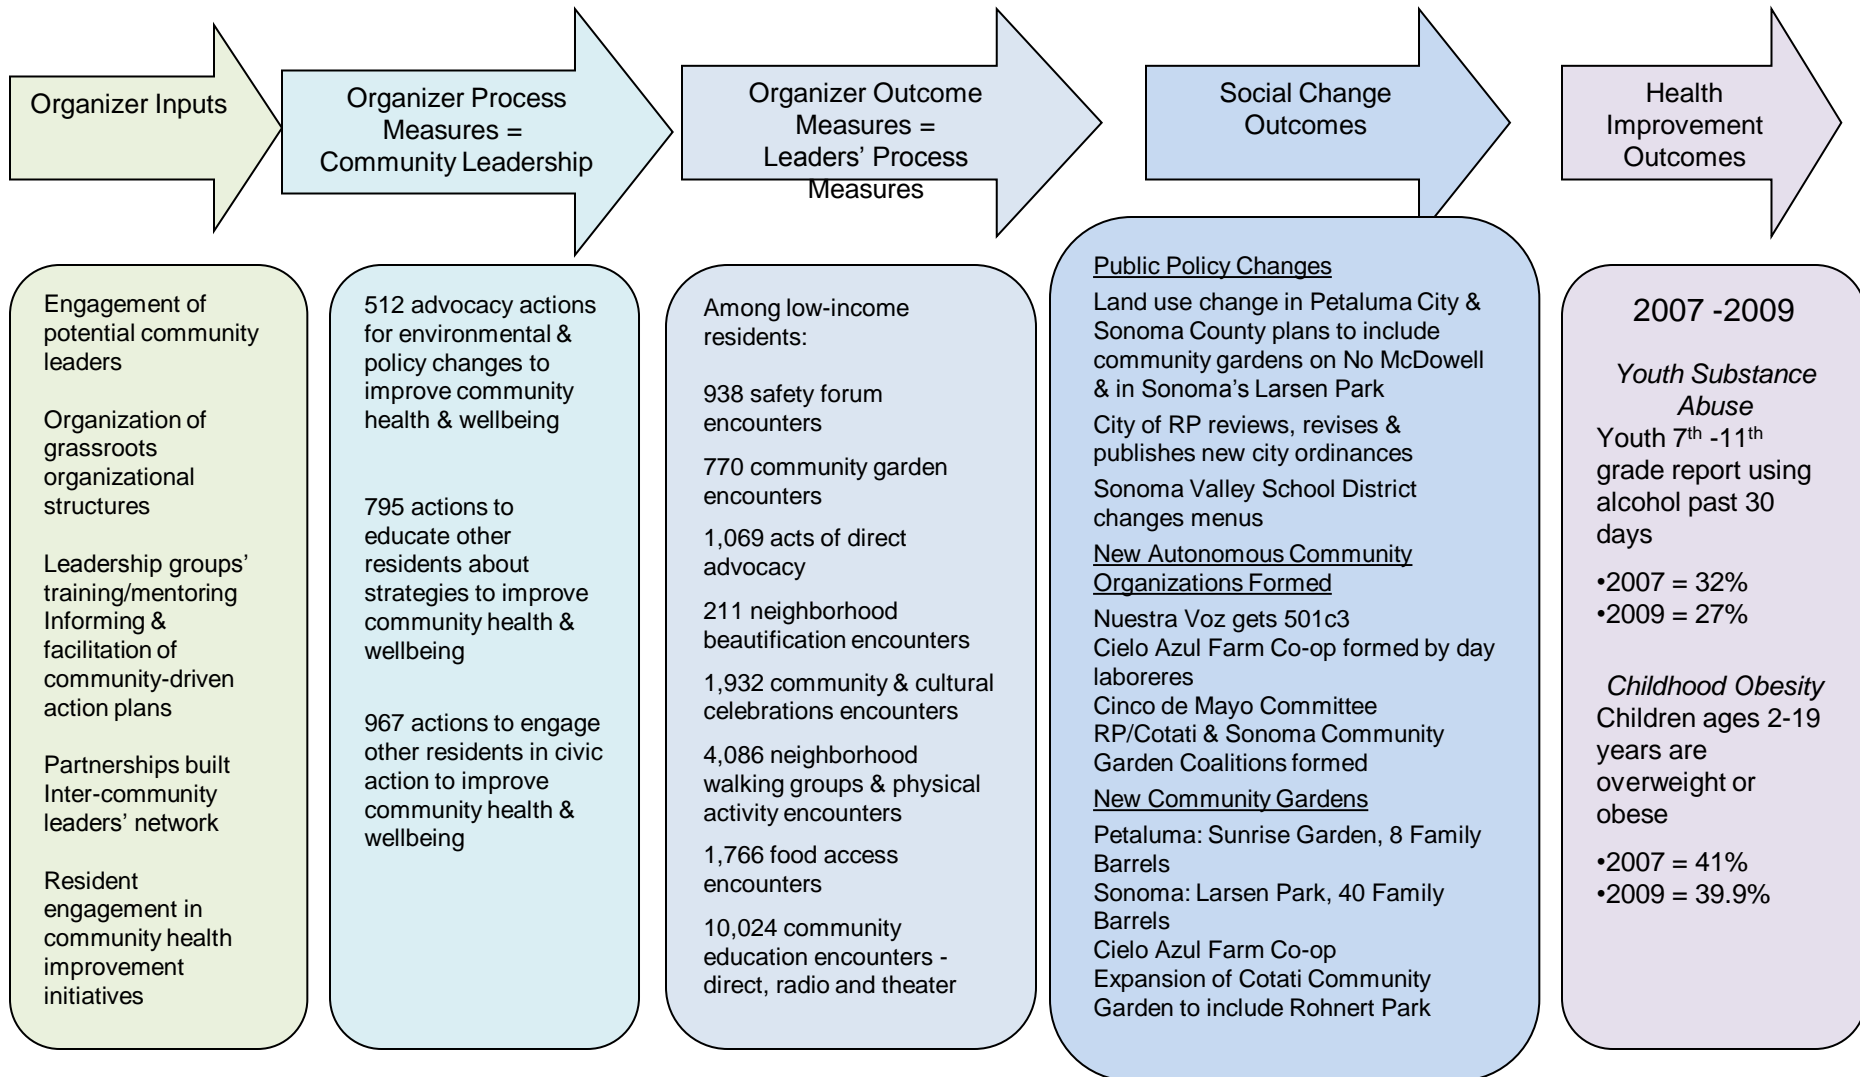 Organizer Inputs
Organizer Process
Measures =
Community Leadership
Organizer Outcome
Measures =
Leaders’ Process
Measures
Social Change
Outcomes
Health
Improvement
Outcomes
Engagement of
potential community
leaders
Organization of
grassroots
organizational
structures
Leadership groups’
training/mentoring
Informing &
facilitation of
community-driven
action plans
Partnerships built
Inter-community
leaders’ network
Resident
engagement in
community health
improvement
initiatives
512 advocacy actions
for environmental &
policy changes to
improve community
health & wellbeing
795 actions to
educate other
residents about
strategies to improve
community health &
wellbeing
967 actions to engage
other residents in civic
action to improve
community health &
wellbeing
Among low-income
residents:
938 safety forum
encounters
770 community garden
encounters
1,069 acts of direct
advocacy
211 neighborhood
beautification encounters
1,932 community & cultural
celebrations encounters
4,086 neighborhood
walking groups & physical
activity encounters
1,766 food access
encounters
10,024 community
education encounters -
direct, radio and theater
Public Policy Changes
Land use change in Petaluma City &
Sonoma County plans to include
community gardens on No McDowell
& in Sonoma’s Larsen Park
City of RP reviews, revises &
publishes new city ordinances
Sonoma Valley School District
changes menus
New Autonomous Community
Organizations Formed
Nuestra Voz gets 501c3
Cielo Azul Farm Co-op formed by day
laboreres
Cinco de Mayo Committee
RP/Cotati & Sonoma Community
Garden Coalitions formed
New Community Gardens
Petaluma: Sunrise Garden, 8 Family
Barrels
Sonoma: Larsen Park, 40 Family
Barrels
Cielo Azul Farm Co-op
Expansion of Cotati Community
Garden to include Rohnert Park
2007 -2009
Youth Substance
Abuse
Youth 7th -11th
grade report using
alcohol past 30
days
•2007 = 32%
•2009 = 27%
Childhood Obesity
Children ages 2-19
years are
overweight or
obese
•2007 = 41%
•2009 = 39.9%